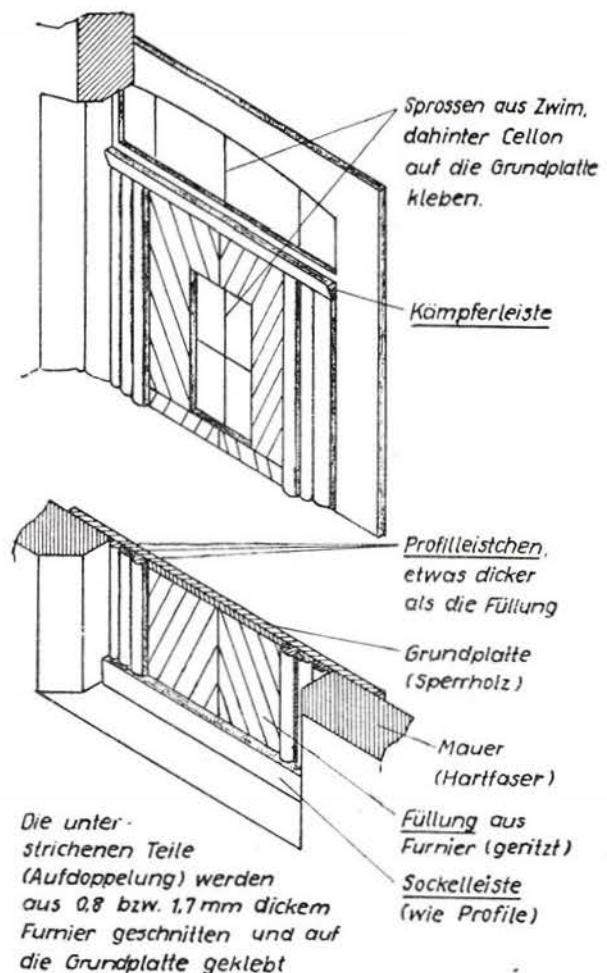 Sprossen aus Zwirn,
dahinter Cellon
auf die Grundplatte
kleben.
Kämpferleiste
Profilleistchen,
etwas dicker
als die Füllung
Grundplatte
(Sperrholz)
Mauer
(Hartfaser)
Füllung aus
Furnier (geritzt)
Sockelleiste
(wie Profile)
Die unter-
strichenen Teile
(Aufdoppelung) werden
aus 0,8 bzw. 1,7 mm dickem
Furnier geschnitten und auf
die Grundplatte geklebt